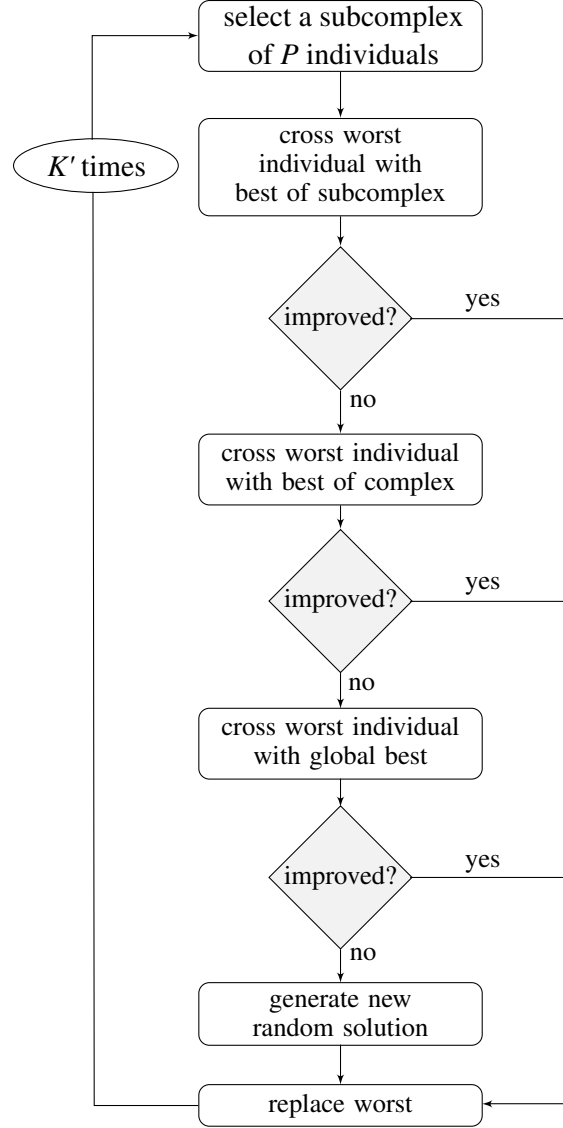 select a subcomplex
of P individuals
cross worst
individual with
best of subcomplex
K' times
improved?
yes
no
cross worst individual
with best of complex
improved?
yes
no
cross worst individual
with global best
improved?
yes
no
generate new
random solution
replace worst